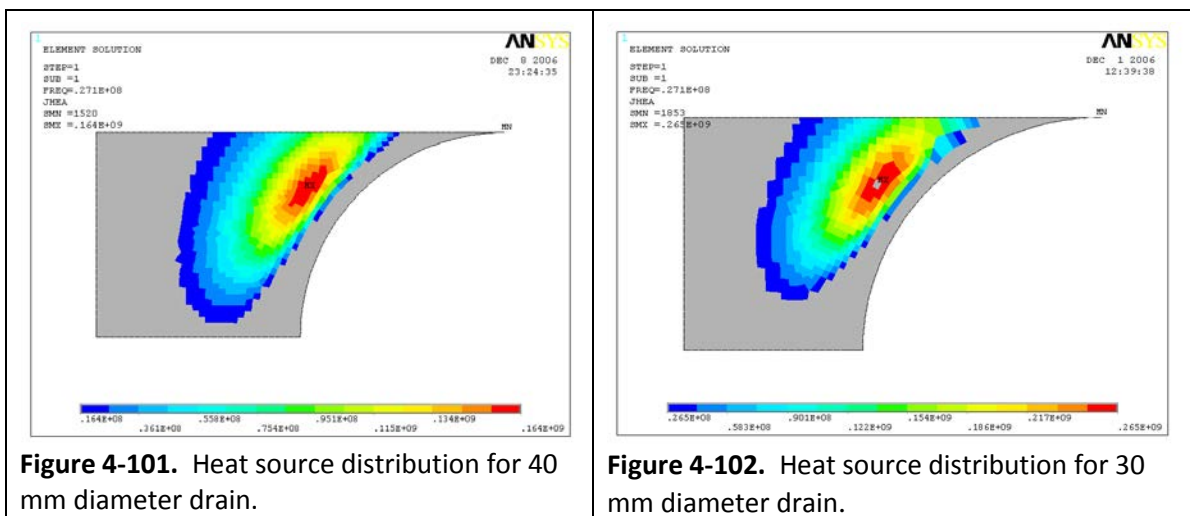 1
ELEMENT SOLUTION
STEP=1
SUB =1
FREQ=.271E+08
JHEA
SMN =1520
SMX =.164E+09
ANSYS
DEC 8 2006
23:24:35
MN
MX
.164E+08 .361E+08 .558E+08 .754E+08 .951E+08 .115E+09 .134E+09 .164E+09
Figure 4-101. Heat source distribution for 40
mm diameter drain.
1
ELEMENT SOLUTION
STEP=1
SUB =1
FREQ=.271E+08
JHEA
SMN =1853
SMX =.265E+09
ANSYS
DEC 1 2006
12:39:38
MN
MX
.265E+08 .583E+08 .901E+08 .122E+09 .154E+09 .186E+09 .217E+09 .265E+09
Figure 4-102. Heat source distribution for 30
mm diameter drain.